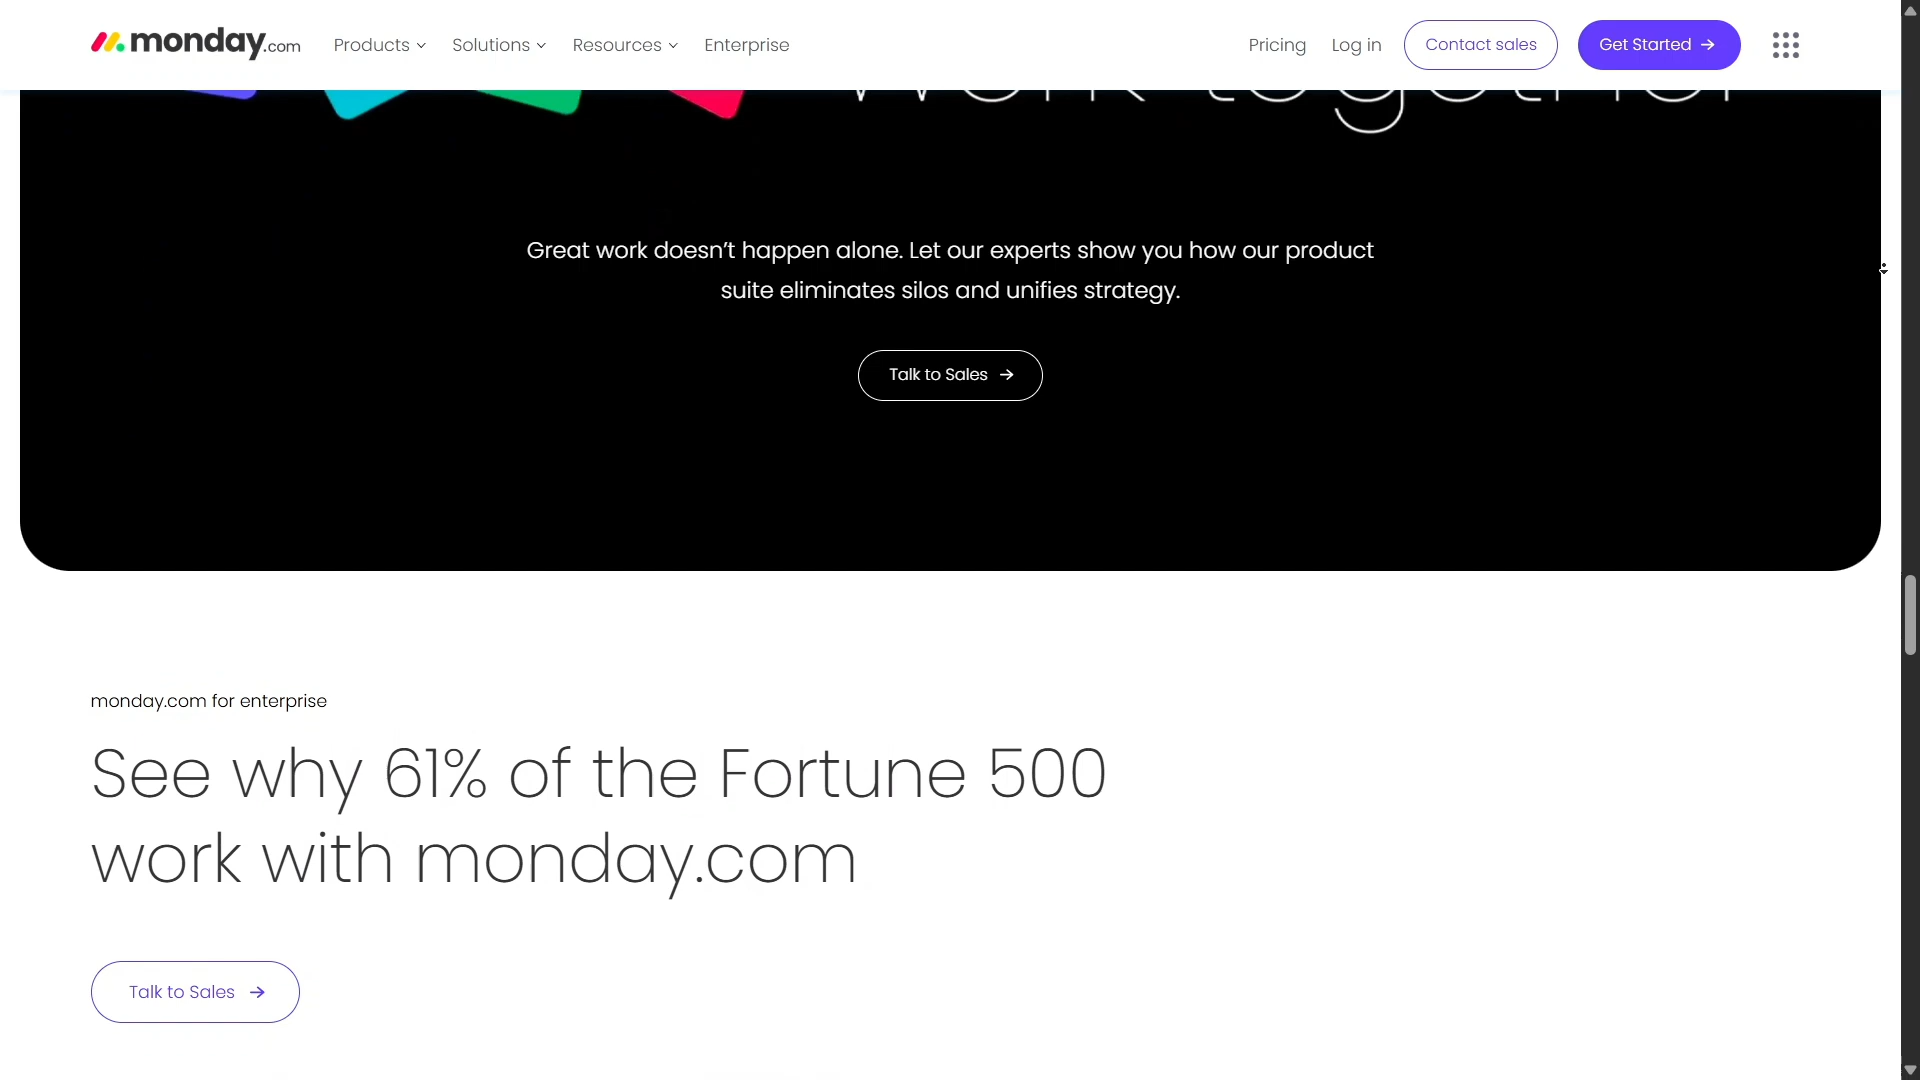 monday.com
Products
Solutions
Resources
Enterprise
Pricing
Log in
Contact sales
Get Started
work together
Great work doesn’t happen alone. Let our experts show you how our product
suite eliminates silos and unifies strategy.
Talk to Sales
monday.com for enterprise
See why 61% of the Fortune 500
work with monday.com
Talk to Sales